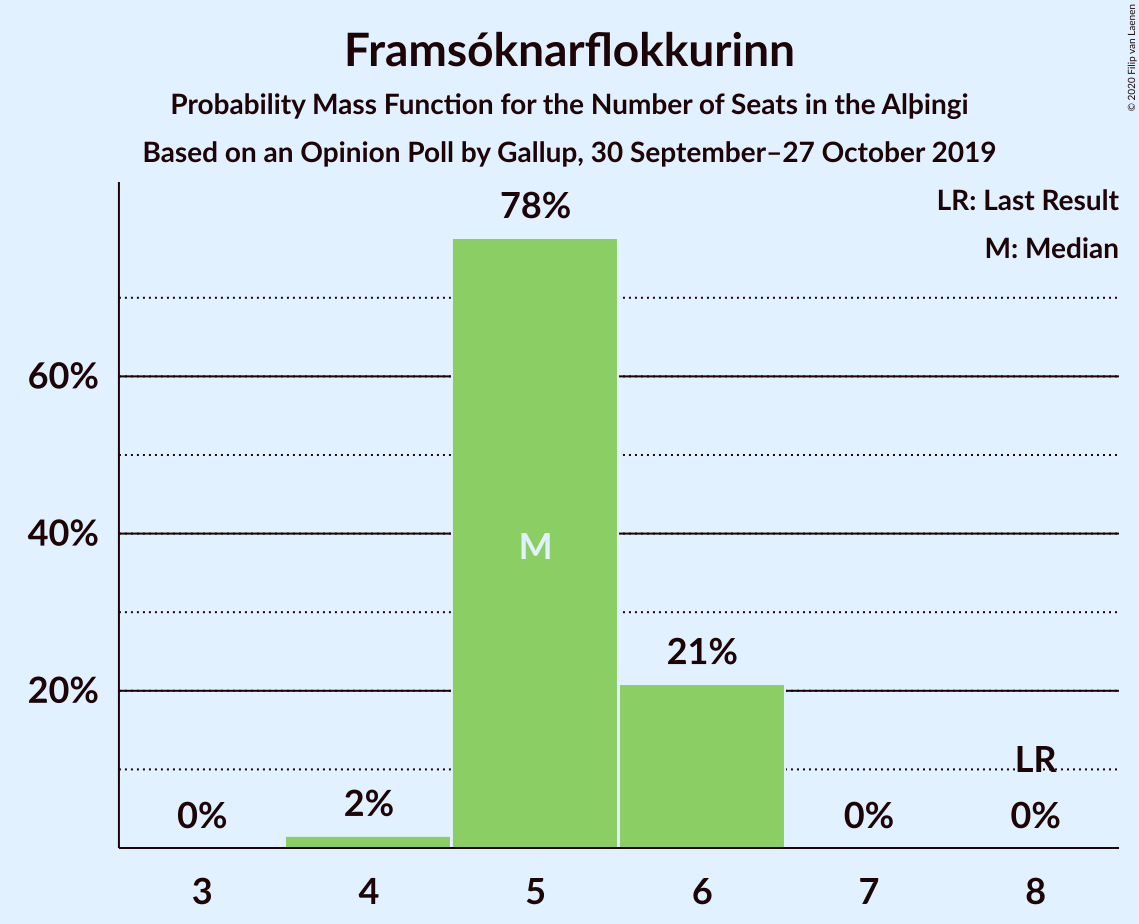 Framsóknarflokkurinn
Probability Mass Function for the Number of Seats in the Alþingi
Based on an Opinion Poll by Gallup, 30 September–27 October 2019
© 2020 Filip van Laenen
LR: Last Result
M: Median
78%
60%
40%
M
21%
20%
LR
2%
0%
0%
0%
3 4 5 6 7 8